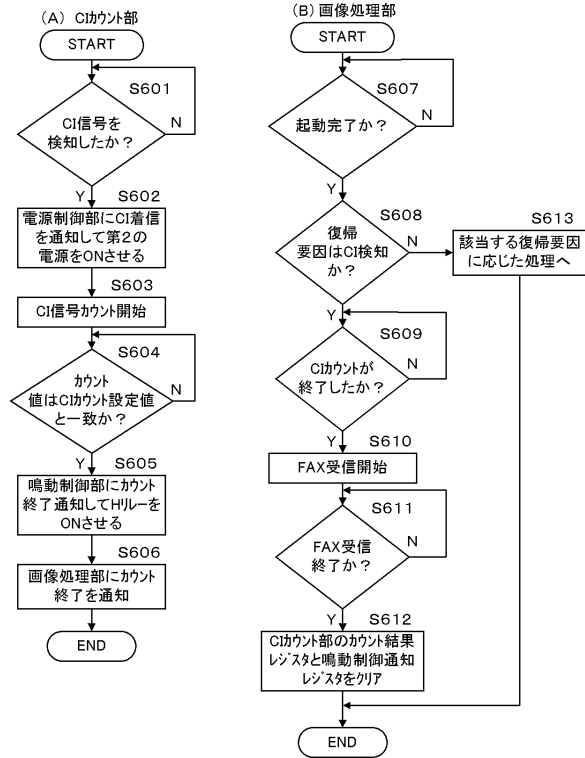 (A) CIカウント部
START
S601
CI信号を
検知したか？
N
Y
S602
電源制御部にCI着信
を通知して第２の
電源をONさせる
S603
CI信号カウント開始
S604
カウント
値はCIカウント設定値
と一致か？
N
Y
S605
鳴動制御部にカウント
終了通知してHリレーを
ONさせる
S606
画像処理部にカウント
終了を通知
END
(B) 画像処理部
START
S607
起動完了か？
N
Y
S608
復帰
要因はCI検知
か？
N
S613
該当する復帰要因
に応じた処理へ
Y
S609
CIカウントが
終了したか？
N
Y
S610
FAX受信開始
S611
FAX受信
終了か？
N
Y
S612
CIカウント部のカウント結果
レジスタと鳴動制御通知
レジスタをクリア
END